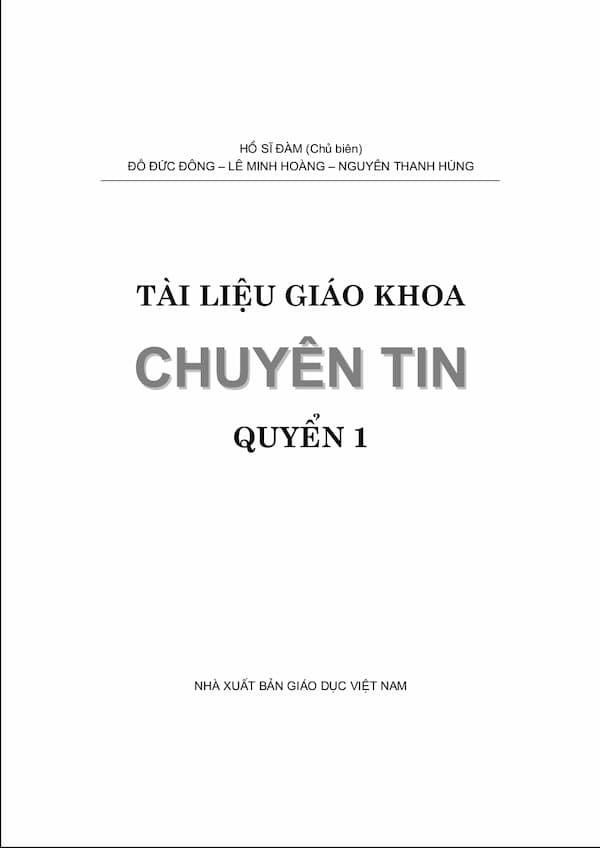 HỒ SĨ ĐÀM (Chủ biên)
ĐỖ ĐỨC ĐÔNG – LÊ MINH HOÀNG – NGUYỄN THANH HÙNG
TÀI LIỆU GIÁO KHOA
CHUYÊN TIN
QUYỂN 1
NHÀ XUẤT BẢN GIÁO DỤC VIỆT NAM